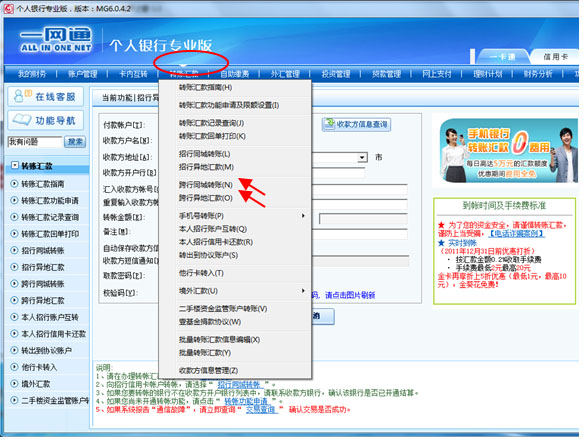 个人银行专业版，版本：MG6.0.4.2
一网通
ALL IN ONE NET
个人银行专业版
一卡通
信用卡
我的财务
账户管理
卡内互转
转账汇款
自助缴费
外汇管理
投资管理
贷款管理
网上支付
理财计划
财务分析
在线客服
功能导航
我有问题
搜索
转账汇款
转账汇款指南
转账汇款功能申请
转账汇款记录查询
转账汇款回单打印
招行同城转账
招行异地汇款
跨行同城转账
跨行异地汇款
本人招行账户互转
本人招行信用卡还款
转出到协议账户
他行卡转入
境外汇款
二手楼资金监管账户转
当前功能|招行异
付款帐户[T]
收款方户名[N]
收款方地址[A]
收款方开户行[B]
汇入收款方帐号[
重复输入收款方帐
转帐金额[
备注[B]
自动保存收款方信
收款方短信通知[
取款密码[
校验码[Y]
转账汇款指南(H)
转账汇款功能申请及限额设置(I)
转账汇款记录查询(J)
转账汇款回单打印(K)
招行同城转账(L)
招行异地汇款(M)
跨行同城转账(N)
跨行异地汇款(O)
手机号转账(P)
本人招行账户互转(Q)
本人招行信用卡还款(R)
转出到协议账户(S)
他行卡转入(T)
境外汇款(U)
二手楼资金监管账户转账(V)
壹基金捐款协议(W)
批量转账汇款信息编辑(X)
批量转账汇款(Y)
收款方信息管理(Z)
收款方信息查询
市
码，请点击图片刷新
手机银行
转账汇款0费用
每日高达5万元的汇款额度
优惠期间容用全免
到帐时间及手续费标准
★ 为了您的资金安全，请谨慎转账汇款，
谨防上当受骗，【电话诈骗案例】
★ 实时到帐
（2011年12月31日前优惠打折）
· 按汇款金额0.2%收取手续费
· 手续费最低2元最高20元
金卡再享折上5折优惠（最低1元，最高10
元），金葵花免费！
说明:
1、请在办理转账汇
2、向招行信用卡帐户转账，请选择“ 招行同城转账 ”。
3、如果您要转账的银行不在收款方开户银行列表中，请联系收款方银行，确认该银行是否已开通结算。
4、如果您尚未开通转账功能，请点击“ 转帐功能申请 ”。
5、如果系统报告“通信故障”，请立即查询“ 交易查询 ” 确认交易是否成功。